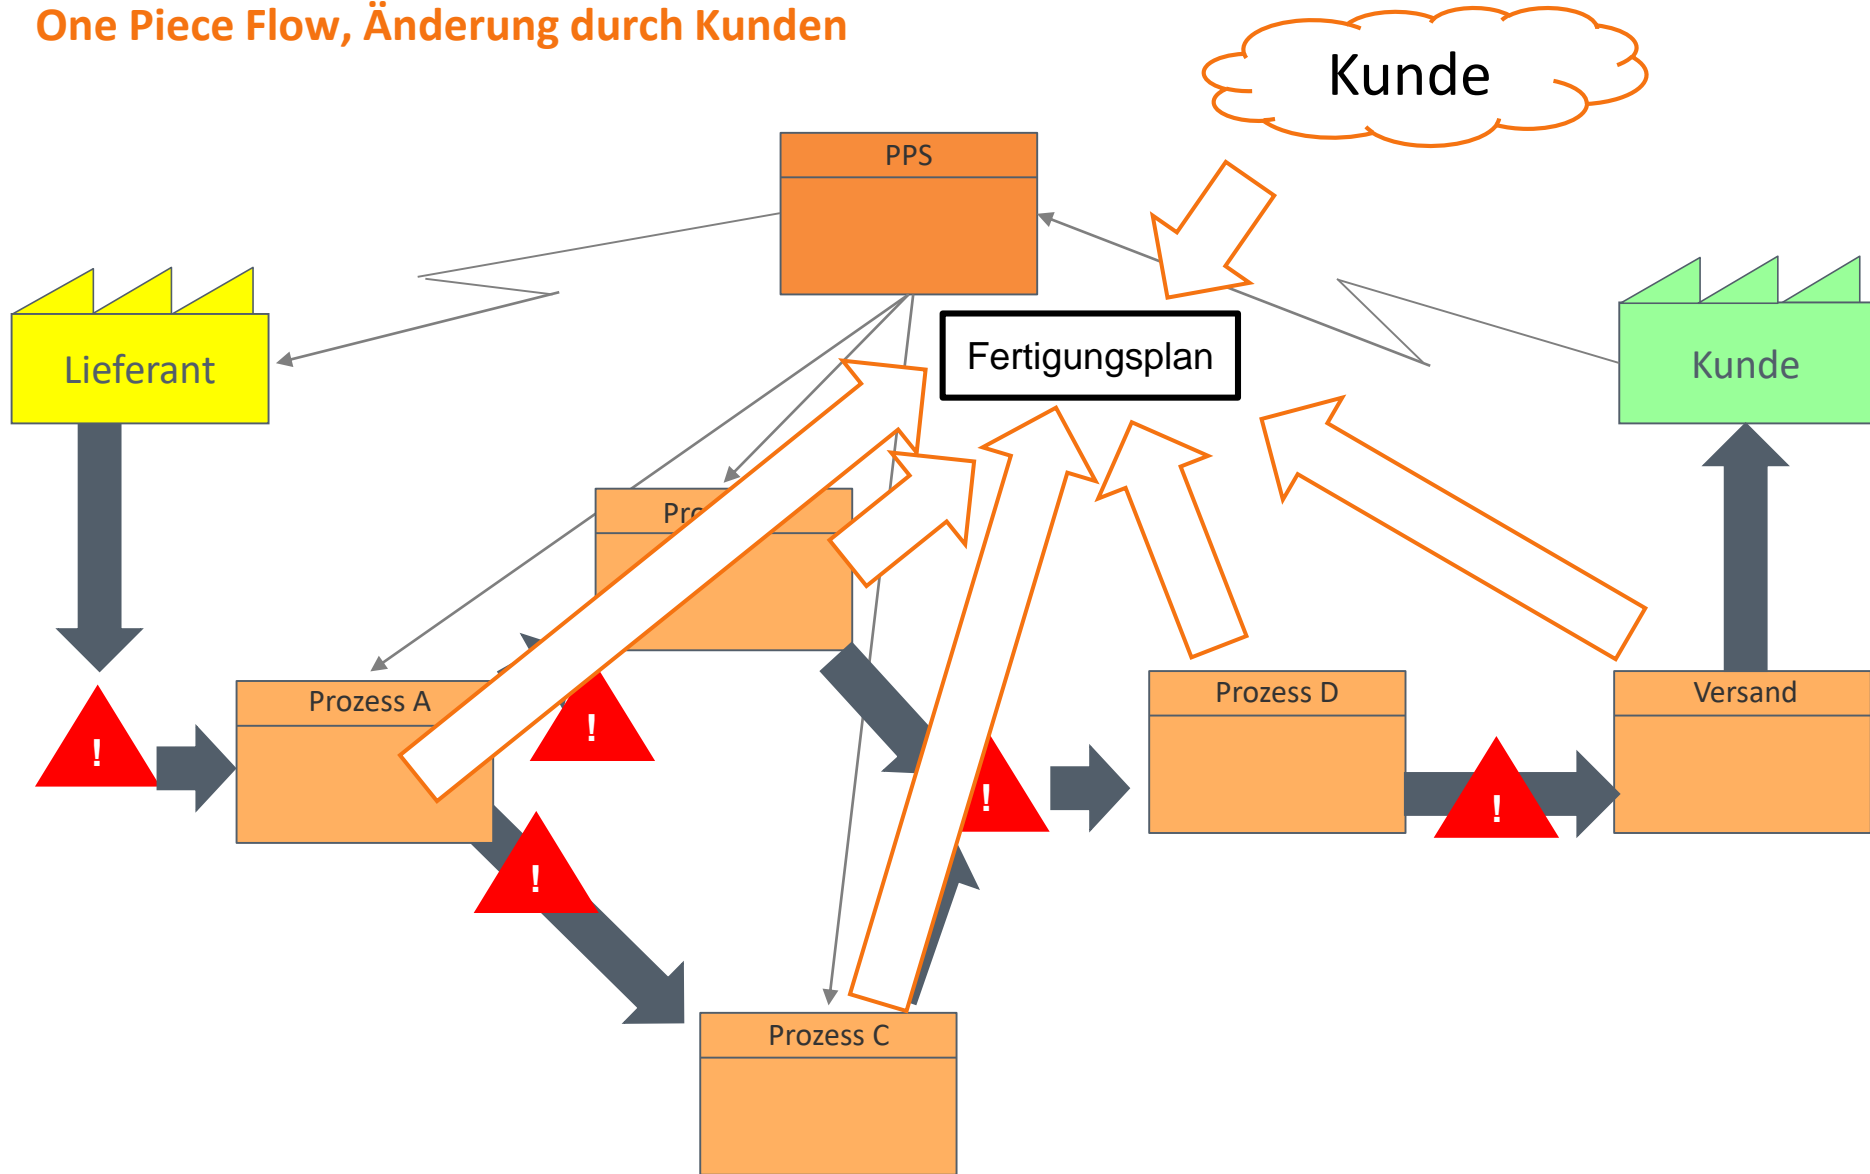 One Piece Flow, Änderung durch Kunden
Kunde
PPS
Fertigungsplan
Lieferant
Kunde
Prozess A
!
!
!
!
Prozess D
!
Versand
Prozess C